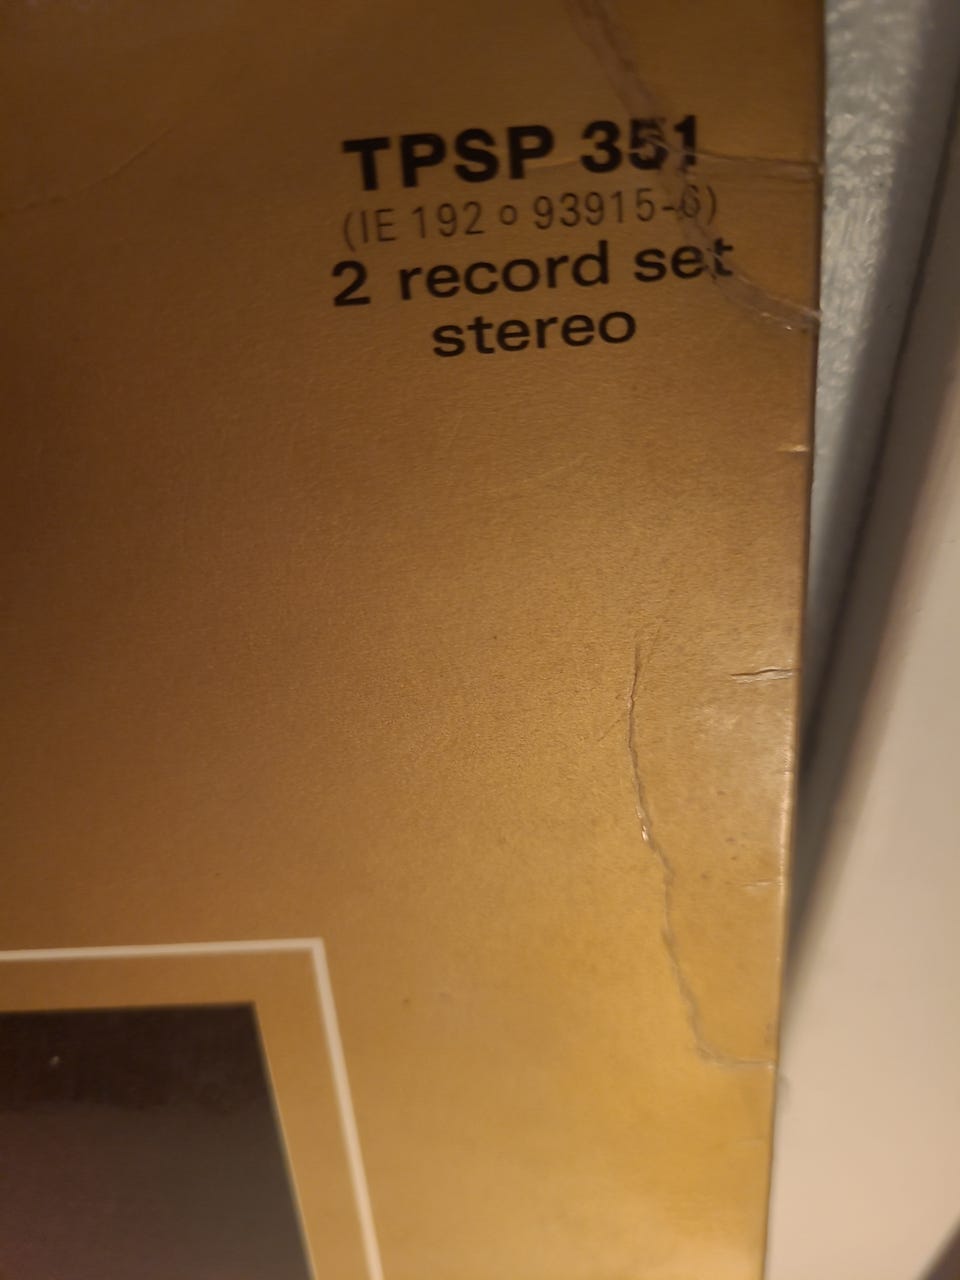 TPSP 351
(IE 192 o 93915-6)
2 record set
stereo